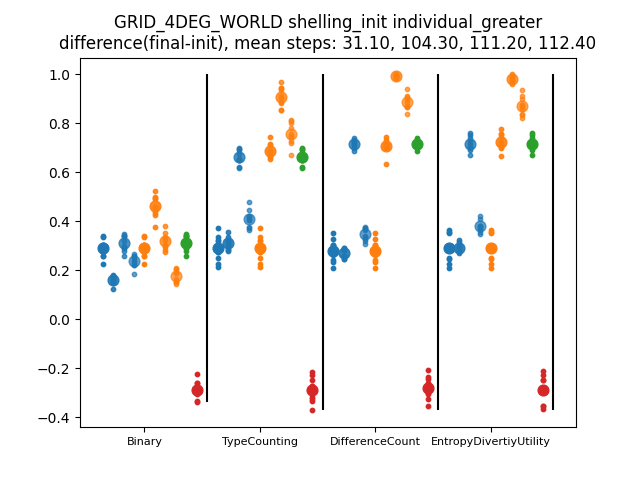 GRID_4DEG_WORLD shelling_init individual_greater
difference(final-init), mean steps: 31.10, 104.30, 111.20, 112.40
1.0
0.8
0.6
0.4
0.2
0.0
−0.2
−0.4
Binary TypeCounting DifferenceCount EntropyDivertiyUtility